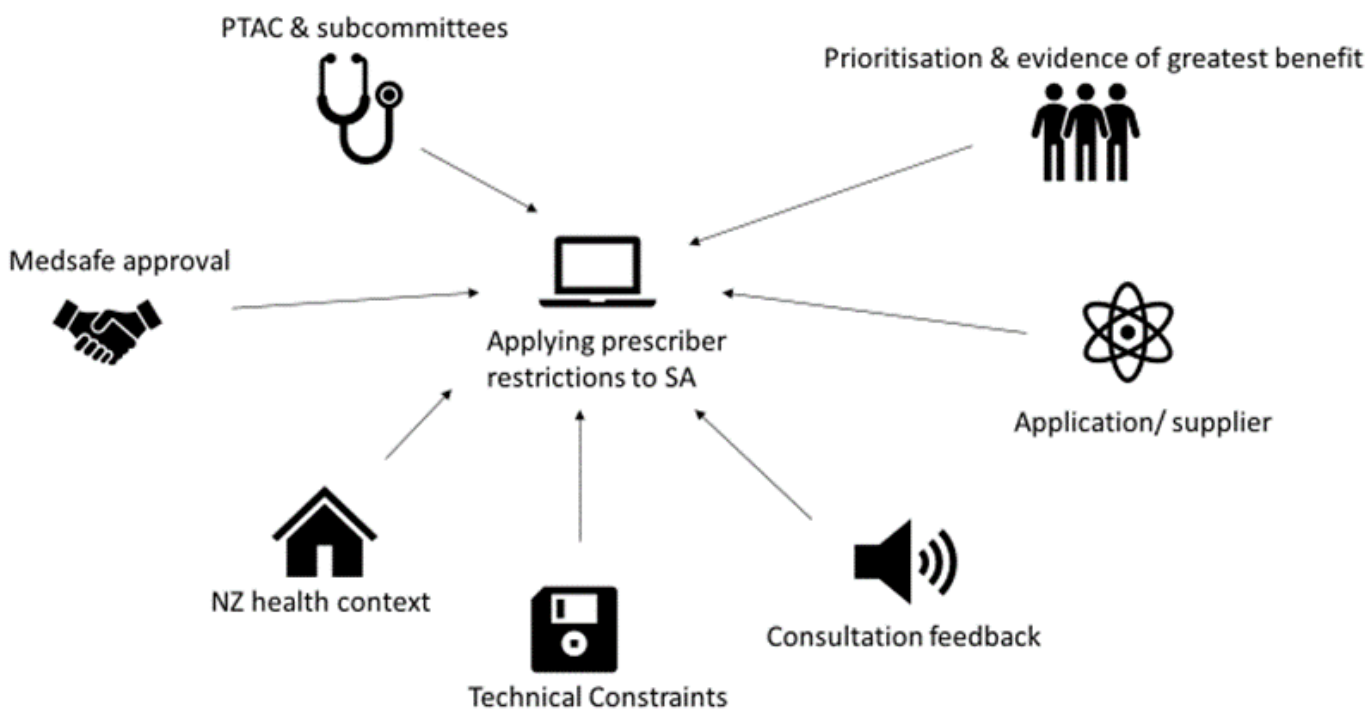 PTAC & subcommittees
Prioritisation & evidence of greatest benefit
Medsafe approval
Applying prescriber
restrictions to SA
Application/ supplier
NZ health context
Consultation feedback
Technical Constraints